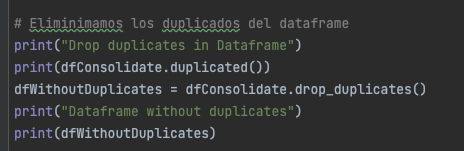 # Eliminimamos los duplicados del dataframe
print("Drop duplicates in Dataframe")
print(dfConsolidate.duplicated())
dfWithoutDuplicates = dfConsolidate.drop_duplicates()
print("Dataframe without duplicates")
print(dfWithoutDuplicates)